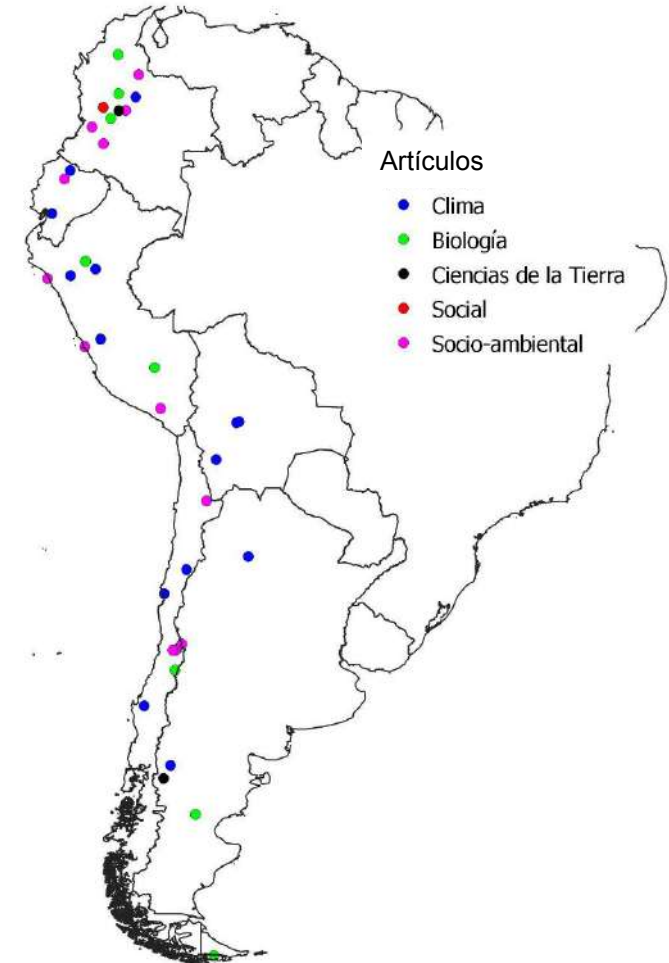 Artículos
Clima
Biología
Ciencias de la Tierra
Social
Socio-ambiental